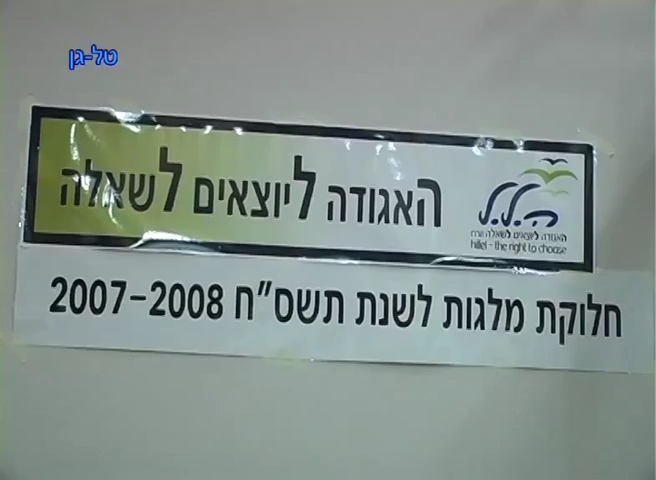 טל-גן
האגודה ליוצאים לשאלה
ה.ל.ל
האגודה ליוצאים לשאלה
hillel - the right to choose
חלוקת מלגות לשנת תשס"ח 2007-2008